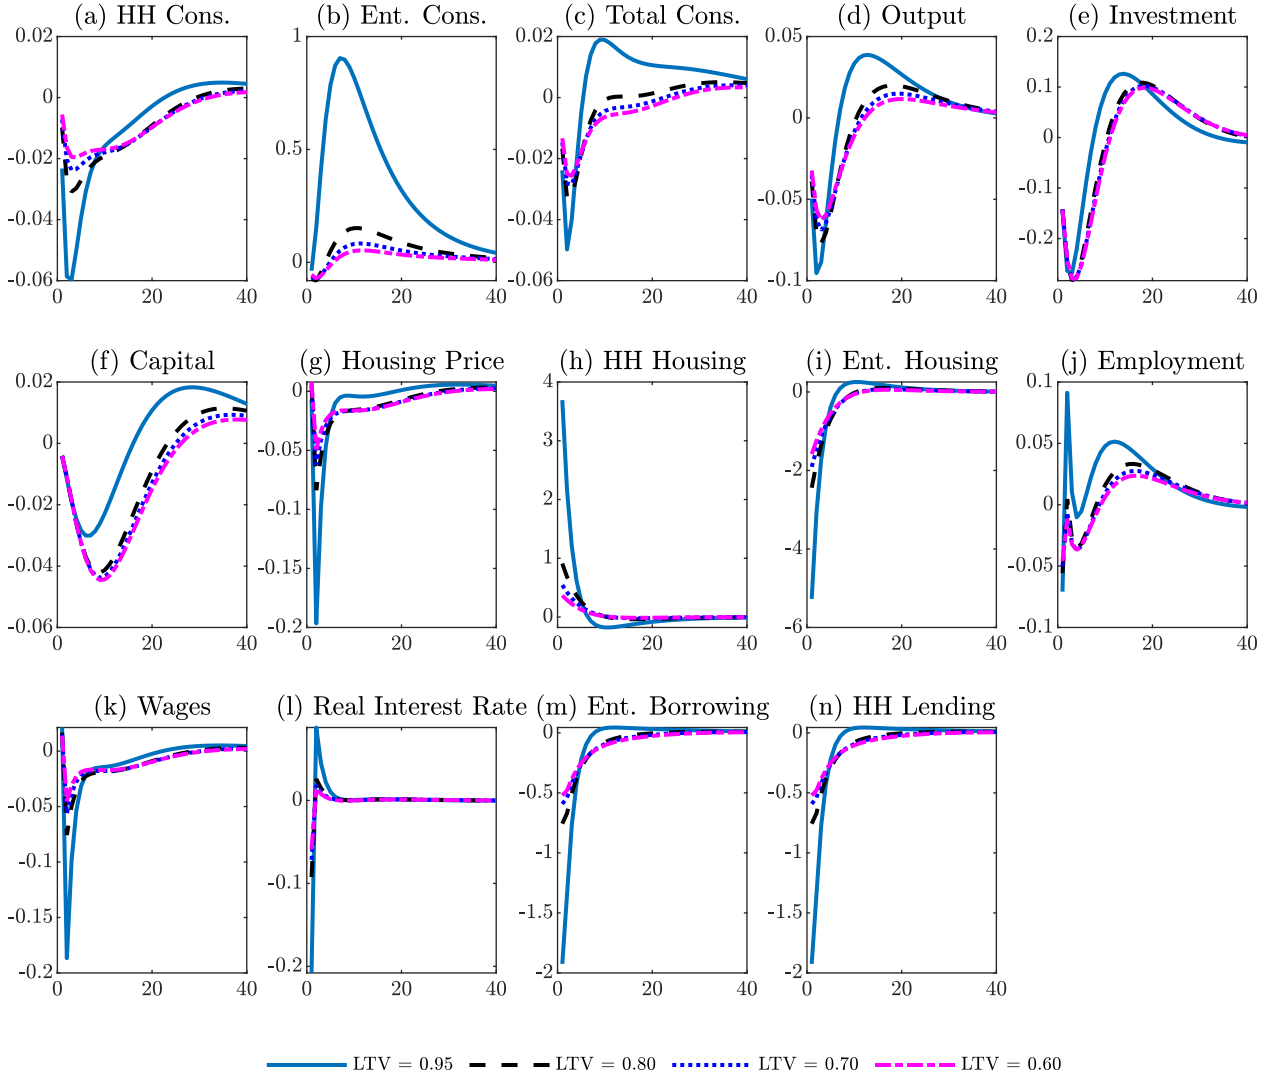 (a) HH Cons.
(b) Ent. Cons.
(c) Total Cons.
(d) Output
(e) Investment
0.02
0
-0.02
-0.04
-0.06
0 20 40
1
0.5
0
0 20 40
0.02
0
-0.02
-0.04
-0.06
0 20 40
0.05
0
-0.05
-0.1
0 20 40
0.2
0.1
0
-0.1
-0.2
0 20 40
(f) Capital
(g) Housing Price
(h) HH Housing
(i) Ent. Housing
(j) Employment
0.02
0
-0.02
-0.04
-0.06
0 20 40
0
-0.05
-0.1
-0.15
-0.2
0 20 40
4
3
2
1
0
0 20 40
0
-2
-4
-6
0 20 40
0.1
0.05
0
-0.05
-0.1
0 20 40
(k) Wages
(l) Real Interest Rate
(m) Ent. Borrowing
(n) HH Lending
0
-0.05
-0.1
-0.15
-0.2
0 20 40
0
-0.1
-0.2
0 20 40
0
-0.5
-1
-1.5
-2
0 20 40
0
-0.5
-1
-1.5
-2
0 20 40
LTV = 0.95 LTV = 0.80 LTV = 0.70 LTV = 0.60